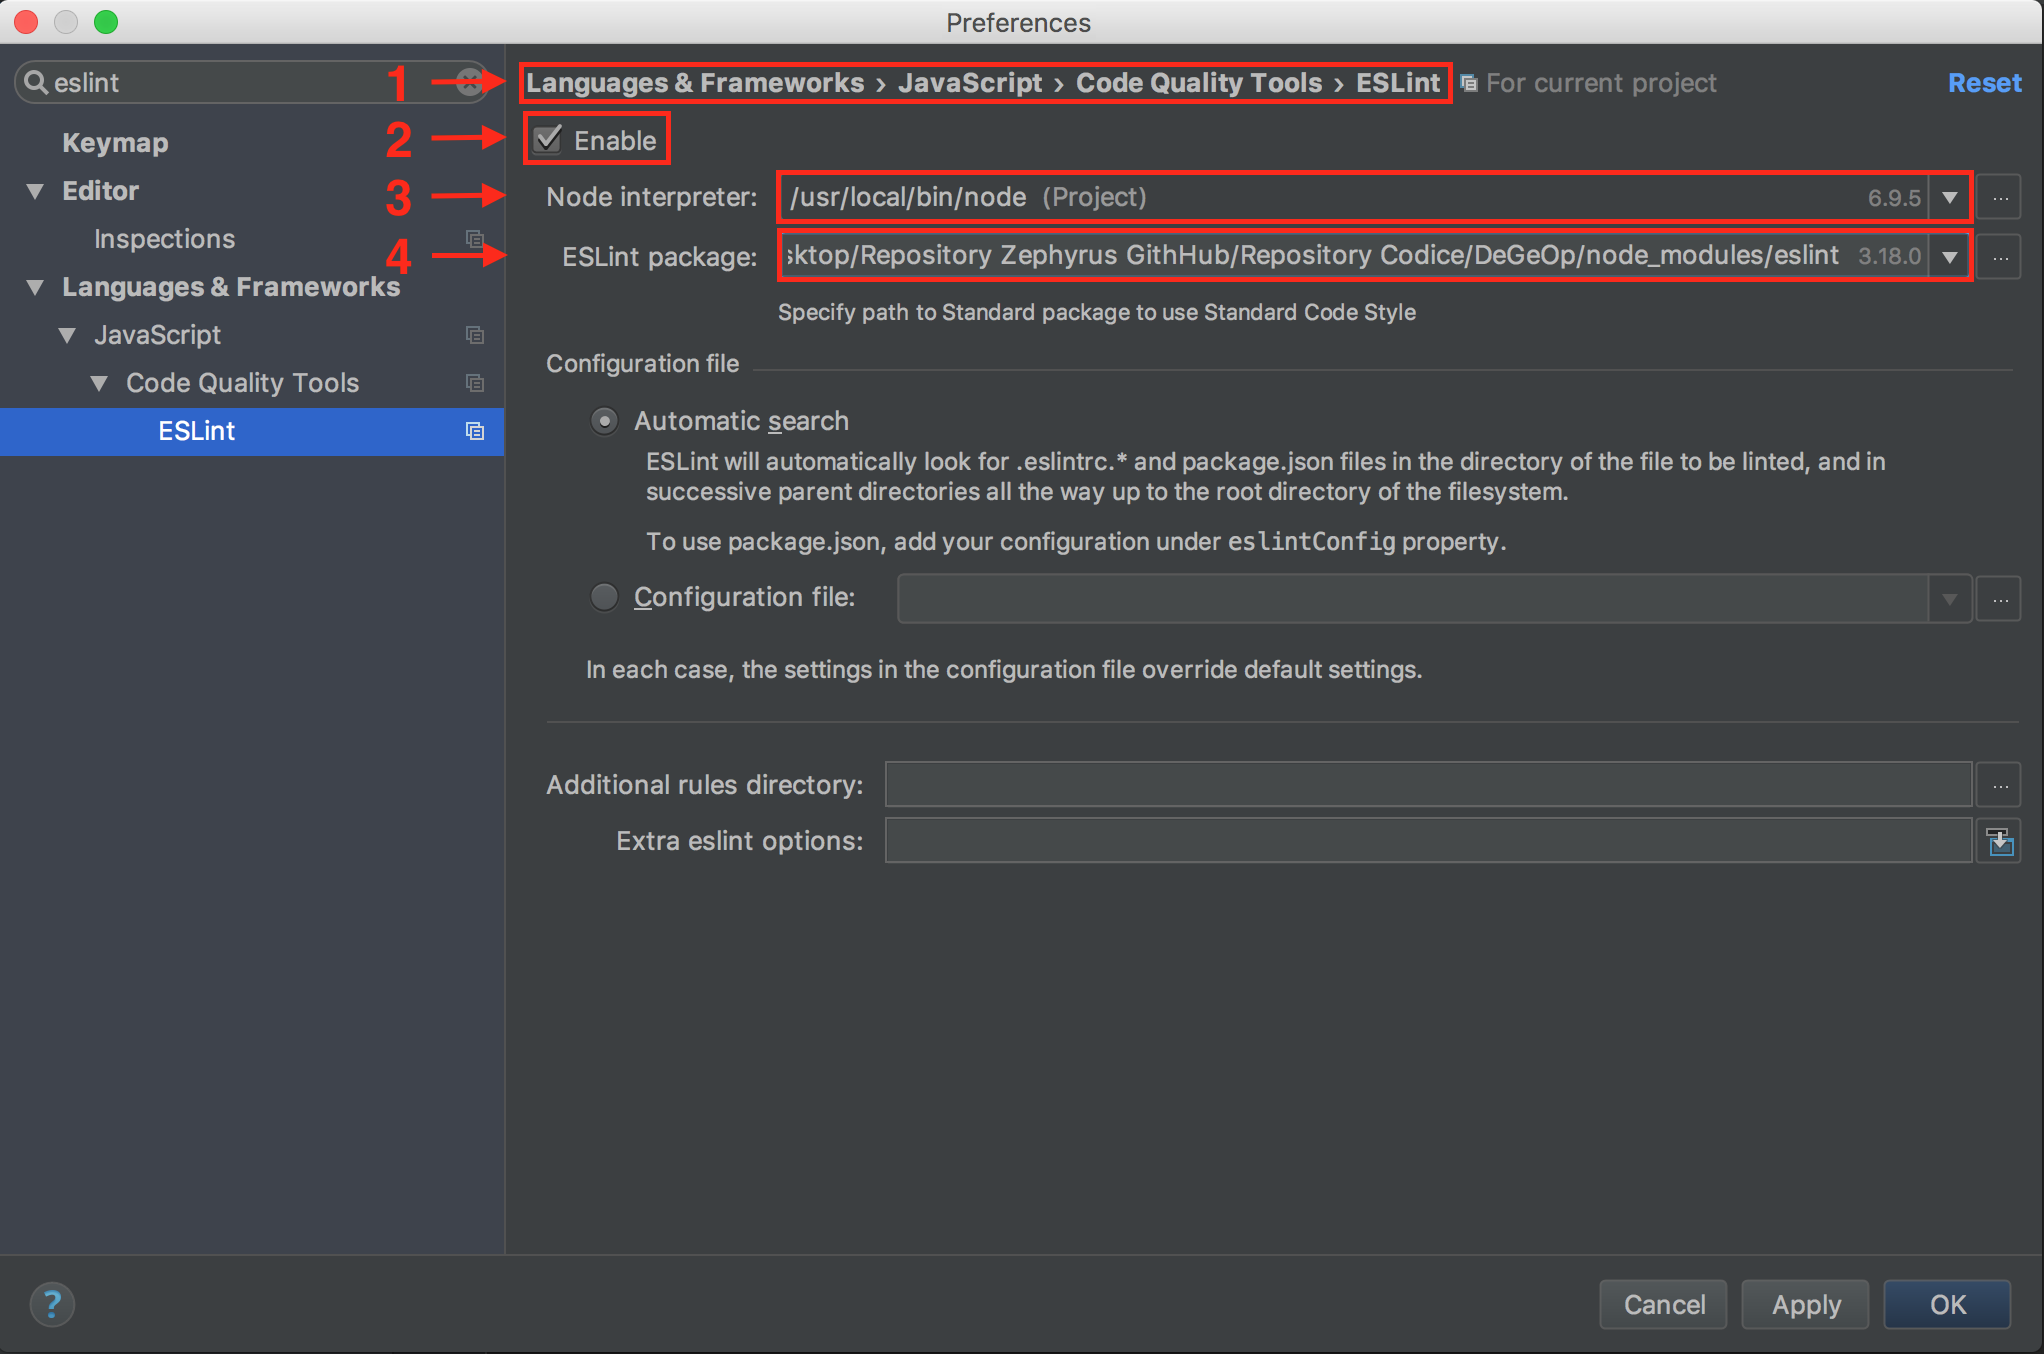 Preferences
eslint
1
Languages & Frameworks › JavaScript › Code Quality Tools › ESLint
For current project
Reset
Keymap
Editor
Inspections
Languages & Frameworks
JavaScript
Code Quality Tools
ESLint
2
Enable
3
Node interpreter: /usr/local/bin/node (Project) 6.9.5 ...
4
ESLint package: sktop/Repository Zephyrus GithHub/Repository Codice/DeGeOp/node_modules/eslint 3.18.0 ...
Specify path to Standard package to use Standard Code Style
Configuration file
Automatic search
ESLint will automatically look for .eslintrc.* and package.json files in the directory of the file to be linted, and in
successive parent directories all the way up to the root directory of the filesystem.
To use package.json, add your configuration under eslintConfig property.
Configuration file: ...
In each case, the settings in the configuration file override default settings.
Additional rules directory: ...
Extra eslint options:
?
Cancel
Apply
OK